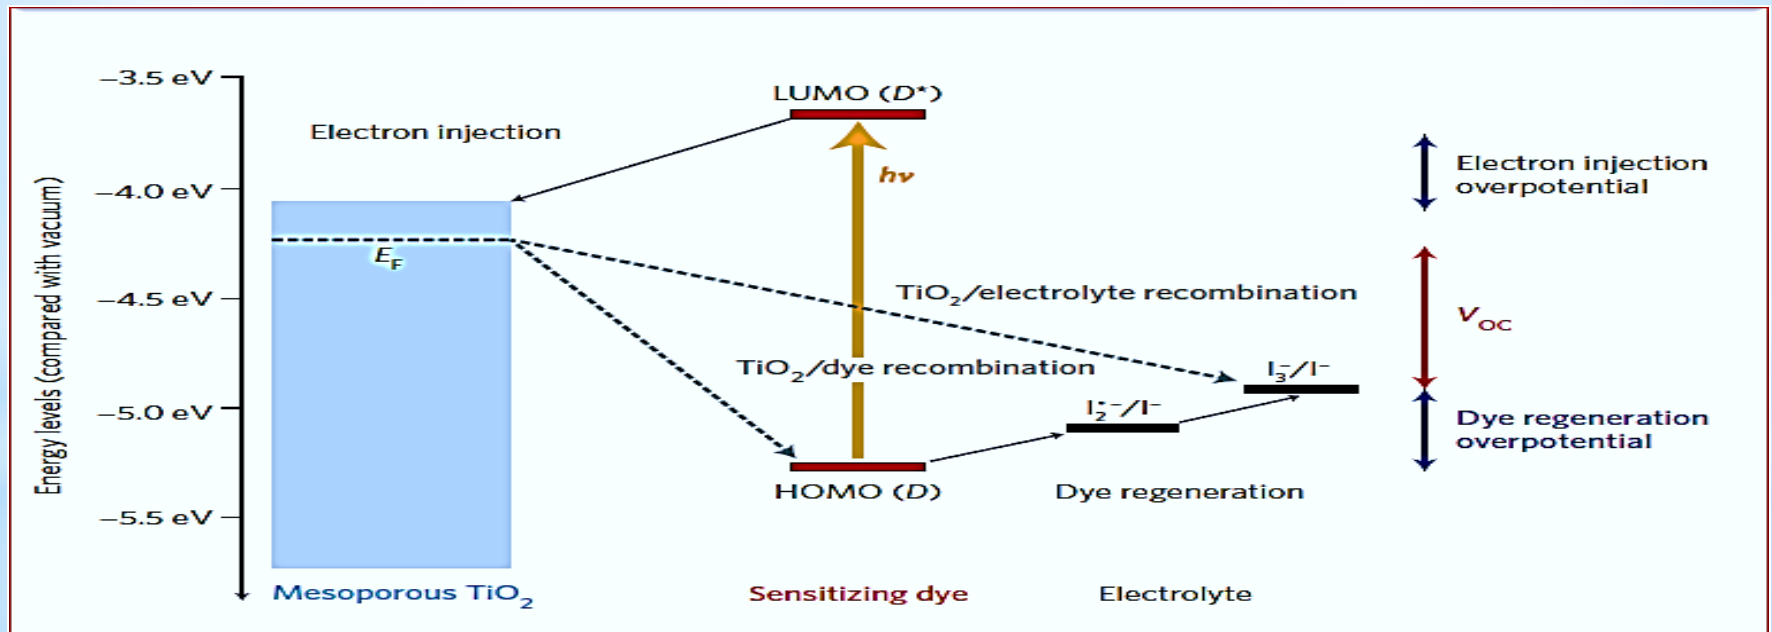 Energy levels (compared with vacuum)
−3.5 eV
−4.0 eV
−4.5 eV
−5.0 eV
−5.5 eV
Electron injection
E_F
Mesoporous TiO₂
LUMO (D*)
hν
TiO₂/electrolyte recombination
TiO₂/dye recombination
HOMO (D)
Sensitizing dye
I₃⁻/I⁻
I₂•⁻/I⁻
Dye regeneration
Electrolyte
Electron injection
overpotential
V_OC
Dye regeneration
overpotential